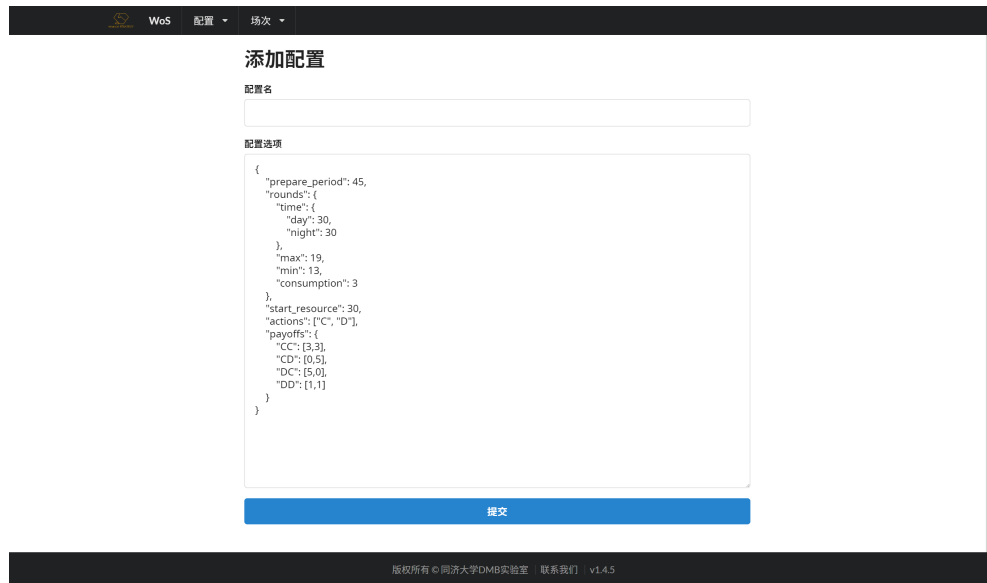 WoS 配置 场次
添加配置
配置名
配置选项
{
"prepare_period": 45,
"rounds": {
"time": {
"day": 30,
"night": 30
},
"max": 19,
"min": 13,
"consumption": 3
},
"start_resource": 30,
"actions": ["C", "D"],
"payoffs": {
"CC": [3,3],
"CD": [0,5],
"DC": [5,0],
"DD": [1,1]
}
}
提交
版权所有 © 同济大学DMB实验室 联系我们 v1.4.5